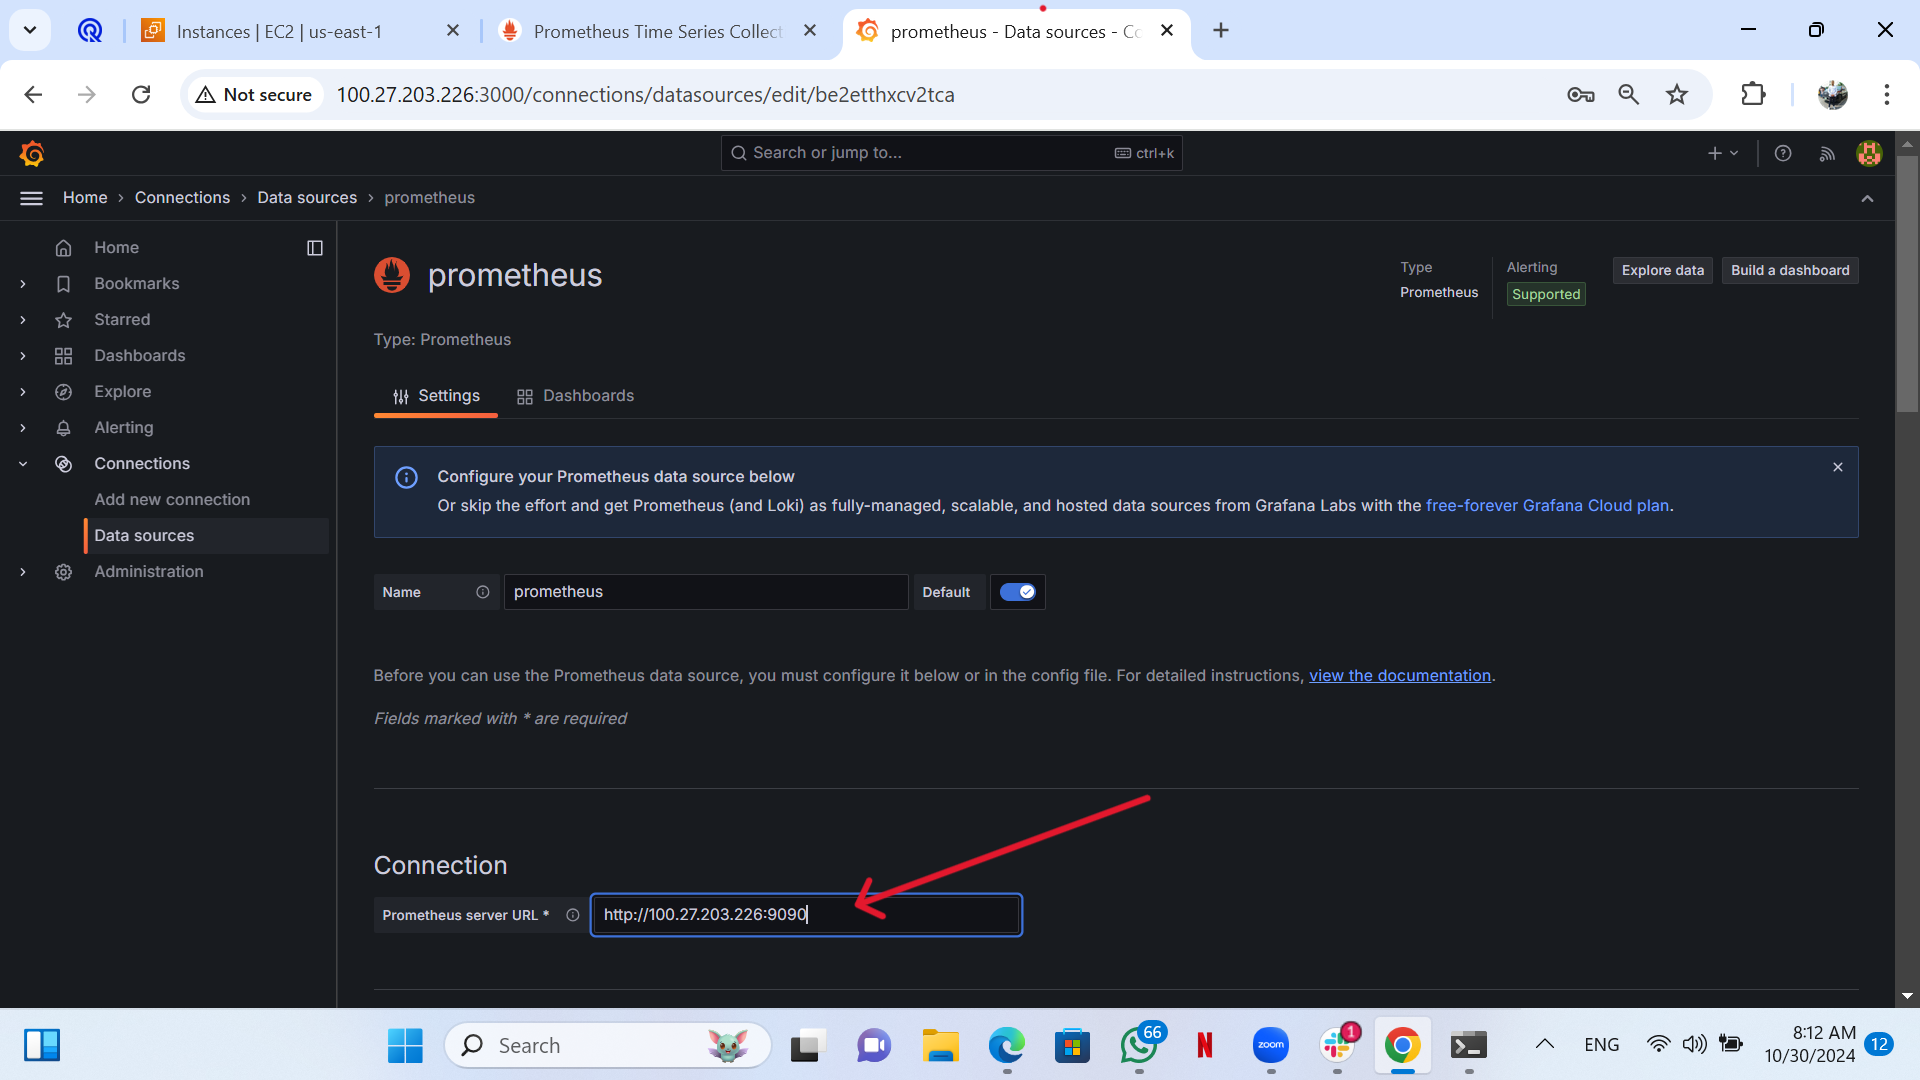 Instances | EC2 | us-east-1
Prometheus Time Series Collect
prometheus - Data sources - Co
Not secure
100.27.203.226:3000/connections/datasources/edit/be2etthxcv2tca
Search or jump to...
ctrl+k
Home > Connections > Data sources > prometheus
Home
Bookmarks
Starred
Dashboards
Explore
Alerting
Connections
Add new connection
Data sources
Administration
prometheus
Type
Prometheus
Alerting
Supported
Explore data
Build a dashboard
Type: Prometheus
Settings
Dashboards
Configure your Prometheus data source below
Or skip the effort and get Prometheus (and Loki) as fully-managed, scalable, and hosted data sources from Grafana Labs with the free-forever Grafana Cloud plan.
Name
prometheus
Default
Before you can use the Prometheus data source, you must configure it below or in the config file. For detailed instructions, view the documentation.
Fields marked with * are required
Connection
Prometheus server URL *
http://100.27.203.226:9090
Search
66
N
zoom
1
ENG
8:12 AM
10/30/2024
12